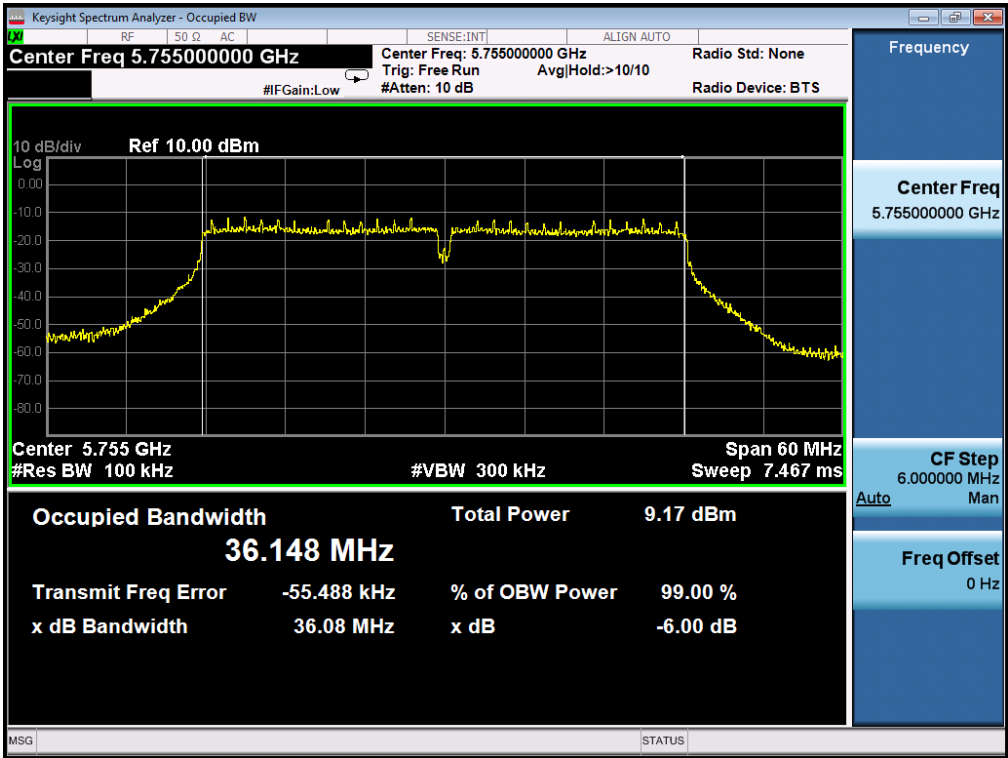 Keysight Spectrum Analyzer - Occupied BW
LXI
RF 50 Ω AC SENSE:INT ALIGN AUTO
Center Freq 5.755000000 GHz
Center Freq: 5.755000000 GHz Radio Std: None
Trig: Free Run Avg|Hold:>10/10
#IFGain:Low #Atten: 10 dB Radio Device: BTS
10 dB/div Ref 10.00 dBm
Log
0.00
-10.0
-20.0
-30.0
-40.0
-50.0
-60.0
-70.0
-80.0
Center 5.755 GHz Span 60 MHz
#Res BW 100 kHz #VBW 300 kHz Sweep 7.467 ms
Occupied Bandwidth Total Power 9.17 dBm
36.148 MHz
Transmit Freq Error -55.488 kHz % of OBW Power 99.00 %
x dB Bandwidth 36.08 MHz x dB -6.00 dB
MSG STATUS
Frequency
Center Freq
5.755000000 GHz
CF Step
6.000000 MHz
Auto Man
Freq Offset
0 Hz